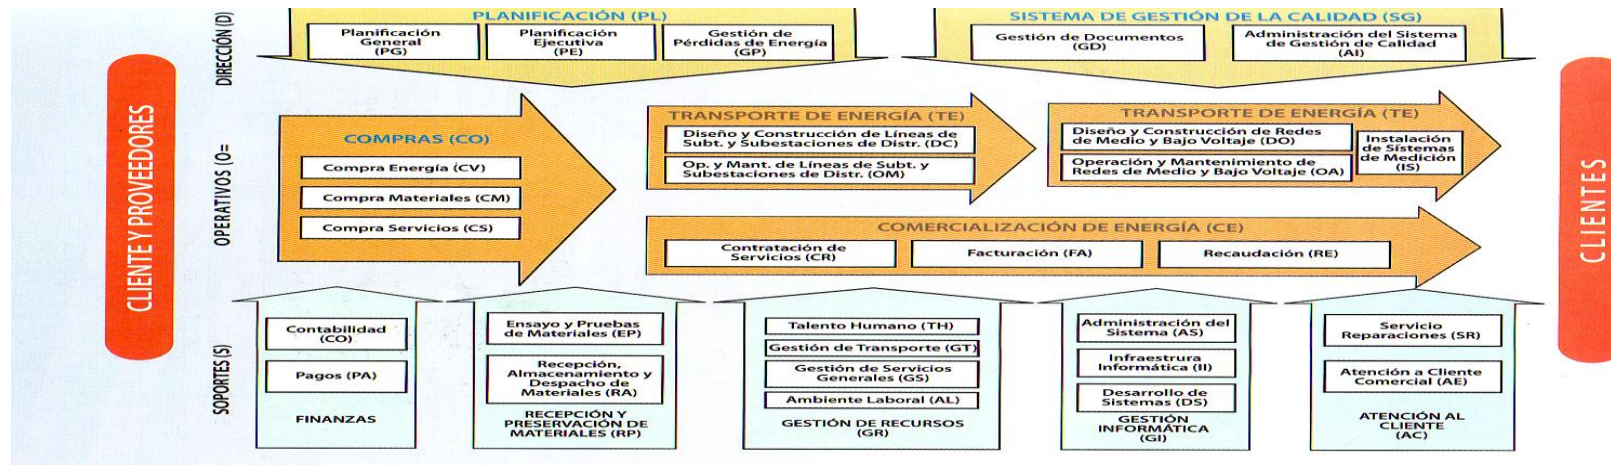 CLIENTE Y PROVEEDORES
DIRECCIÓN (D)
PLANIFICACIÓN (PL)
Planificación
General
(PG)
Planificación
Ejecutiva
(PE)
Gestión de
Pérdidas de Energía
(GP)
SISTEMA DE GESTIÓN DE LA CALIDAD (SG)
Gestión de Documentos
(GD)
Administración del Sistema
de Gestión de Calidad
(AI)
OPERATIVOS (O=
COMPRAS (CO)
Compra Energía (CV)
Compra Materiales (CM)
Compra Servicios (CS)
TRANSPORTE DE ENERGÍA (TE)
Diseño y Construcción de Líneas de
Subt. y Subestaciones de Distr. (DC)
Op. y Mant. de Líneas de Subt. y
Subestaciones de Distr. (OM)
TRANSPORTE DE ENERGÍA (TE)
Diseño y Construcción de Redes
de Medio y Bajo Voltaje (DO)
Operación y Mantenimiento de
Redes de Medio y Bajo Voltaje (OA)
Instalación
de Sistemas
de Medición
(IS)
COMERCIALIZACIÓN DE ENERGÍA (CE)
Contratación de
Servicios (CR)
Facturación (FA)
Recaudación (RE)
SOPORTES (S)
Contabilidad
(CO)
Pagos (PA)
FINANZAS
Ensayo y Pruebas
de Materiales (EP)
Recepción,
Almacenamiento y
Despacho de
Materiales (RA)
RECEPCIÓN Y
PRESERVACIÓN DE
MATERIALES (RP)
Talento Humano (TH)
Gestión de Transporte (GT)
Gestión de Servicios
Generales (GS)
Ambiente Laboral (AL)
GESTIÓN DE RECURSOS (GR)
Administración del
Sistema (AS)
Infraestrura
Informática (II)
Desarrollo de
Sistemas (DS)
GESTIÓN
INFORMÁTICA
(GI)
Servicio
Reparaciones (SR)
Atención a Cliente
Comercial (AE)
ATENCIÓN AL
CLIENTE
(AC)
CLIENTES